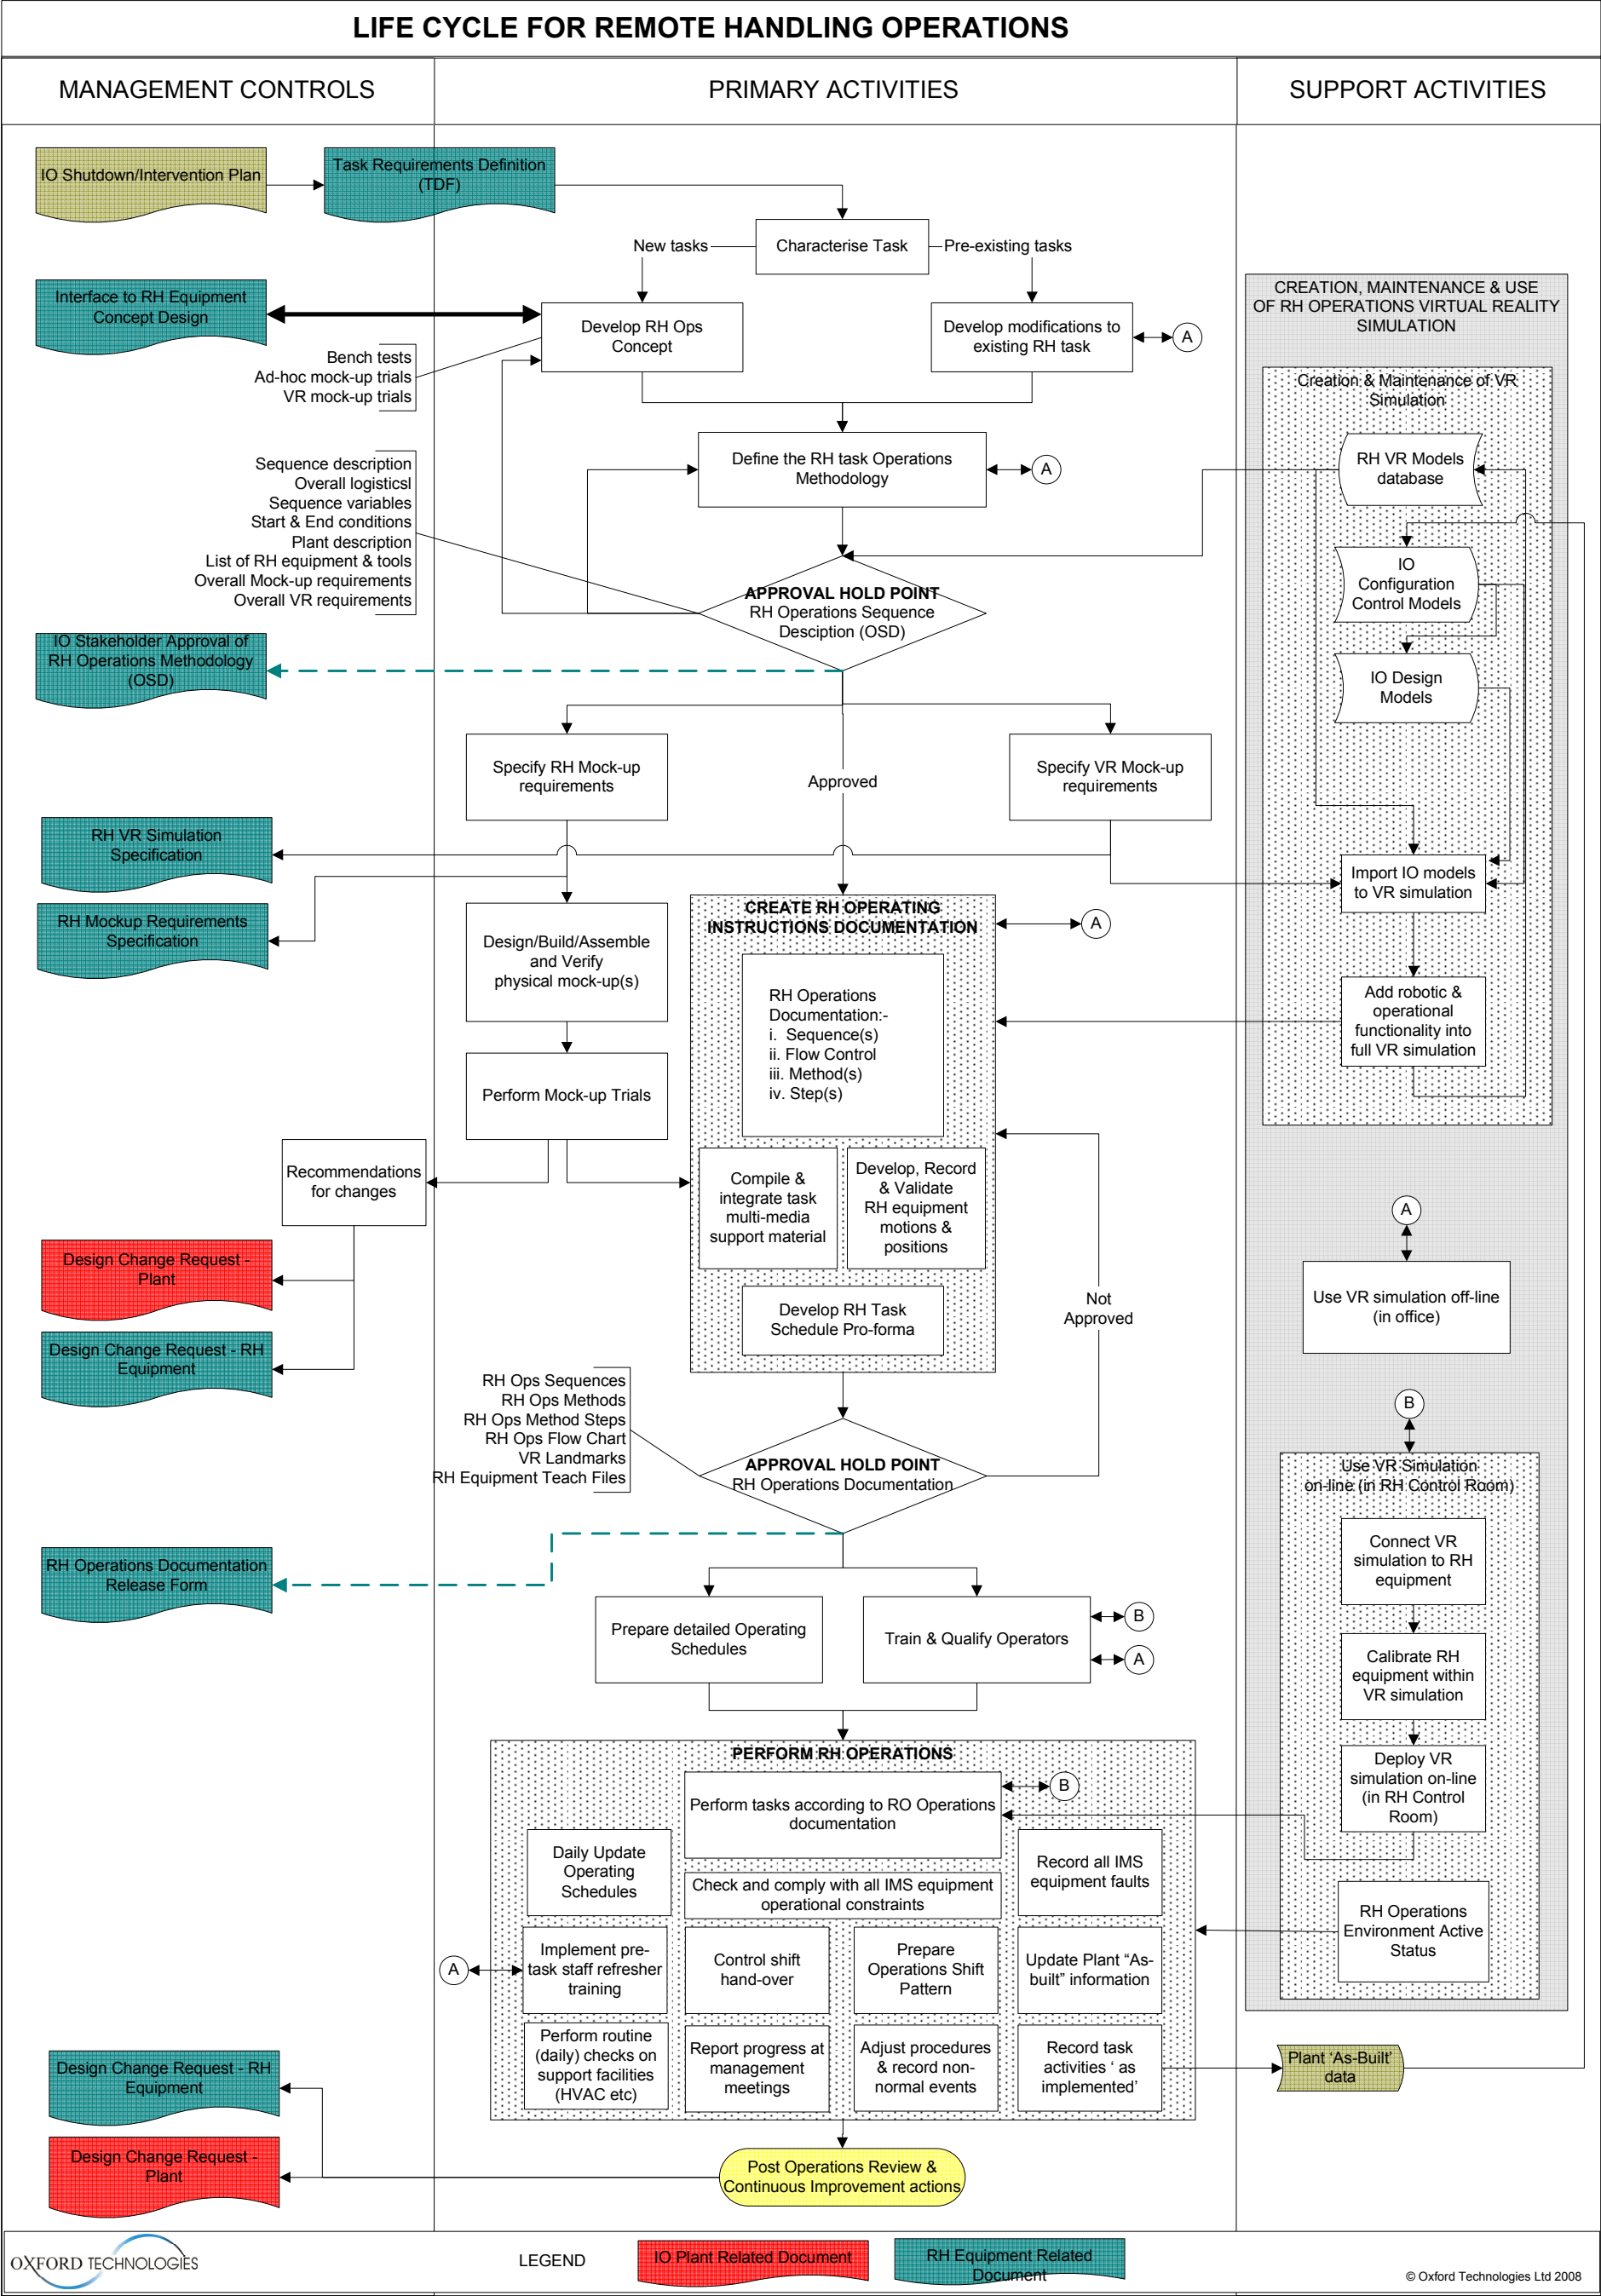 LIFE CYCLE FOR REMOTE HANDLING OPERATIONS
MANAGEMENT CONTROLS
PRIMARY ACTIVITIES
SUPPORT ACTIVITIES
IO Shutdown/Intervention Plan
Task Requirements Definition
(TDF)
New tasks
Characterise Task
Pre-existing tasks
Interface to RH Equipment
Concept Design
Develop RH Ops
Concept
Develop modifications to
existing RH task
A
Bench tests
Ad-hoc mock-up trials
VR mock-up trials
CREATION, MAINTENANCE & USE
OF RH OPERATIONS VIRTUAL REALITY
SIMULATION
Creation & Maintenance of VR
Simulation
Define the RH task Operations
Methodology
A
RH VR Models
database
Sequence description
Overall logisticsl
Sequence variables
Start & End conditions
Plant description
List of RH equipment & tools
Overall Mock-up requirements
Overall VR requirements
APPROVAL HOLD POINT
RH Operations Sequence
Desciption (OSD)
IO
Configuration
Control Models
IO Stakeholder Approval of
RH Operations Methodology
(OSD)
IO Design
Models
Specify RH Mock-up
requirements
Approved
Specify VR Mock-up
requirements
RH VR Simulation
Specification
RH Mockup Requirements
Specification
Import IO models
to VR simulation
Design/Build/Assemble
and Verify
physical mock-up(s)
CREATE RH OPERATING
INSTRUCTIONS DOCUMENTATION
A
RH Operations
Documentation:-
i. Sequence(s)
ii. Flow Control
iii. Method(s)
iv. Step(s)
Add robotic &
operational
functionality into
full VR simulation
Perform Mock-up Trials
Recommendations
for changes
Compile &
integrate task
multi-media
support material
Develop, Record
& Validate
RH equipment
motions &
positions
A
Use VR simulation off-line
(in office)
Design Change Request -
Plant
Design Change Request - RH
Equipment
Develop RH Task
Schedule Pro-forma
Not
Approved
RH Ops Sequences
RH Ops Methods
RH Ops Method Steps
RH Ops Flow Chart
VR Landmarks
RH Equipment Teach Files
APPROVAL HOLD POINT
RH Operations Documentation
B
Use VR Simulation
on-line (in RH Control Room)
Connect VR
simulation to RH
equipment
RH Operations Documentation
Release Form
Prepare detailed Operating
Schedules
Train & Qualify Operators
B
A
Calibrate RH
equipment within
VR simulation
PERFORM RH OPERATIONS
Perform tasks according to RO Operations
documentation
B
Deploy VR
simulation on-line
(in RH Control
Room)
Daily Update
Operating
Schedules
Check and comply with all IMS equipment
operational constraints
Record all IMS
equipment faults
RH Operations
Environment Active
Status
A
Implement pre-
task staff refresher
training
Control shift
hand-over
Prepare
Operations Shift
Pattern
Update Plant “As-
built” information
Perform routine
(daily) checks on
support facilities
(HVAC etc)
Report progress at
management
meetings
Adjust procedures
& record non-
normal events
Record task
activities ‘ as
implemented’
Plant ‘As-Built’
data
Design Change Request - RH
Equipment
Design Change Request -
Plant
Post Operations Review &
Continuous Improvement actions
OXFORD TECHNOLOGIES
LEGEND
IO Plant Related Document
RH Equipment Related
Document
© Oxford Technologies Ltd 2008